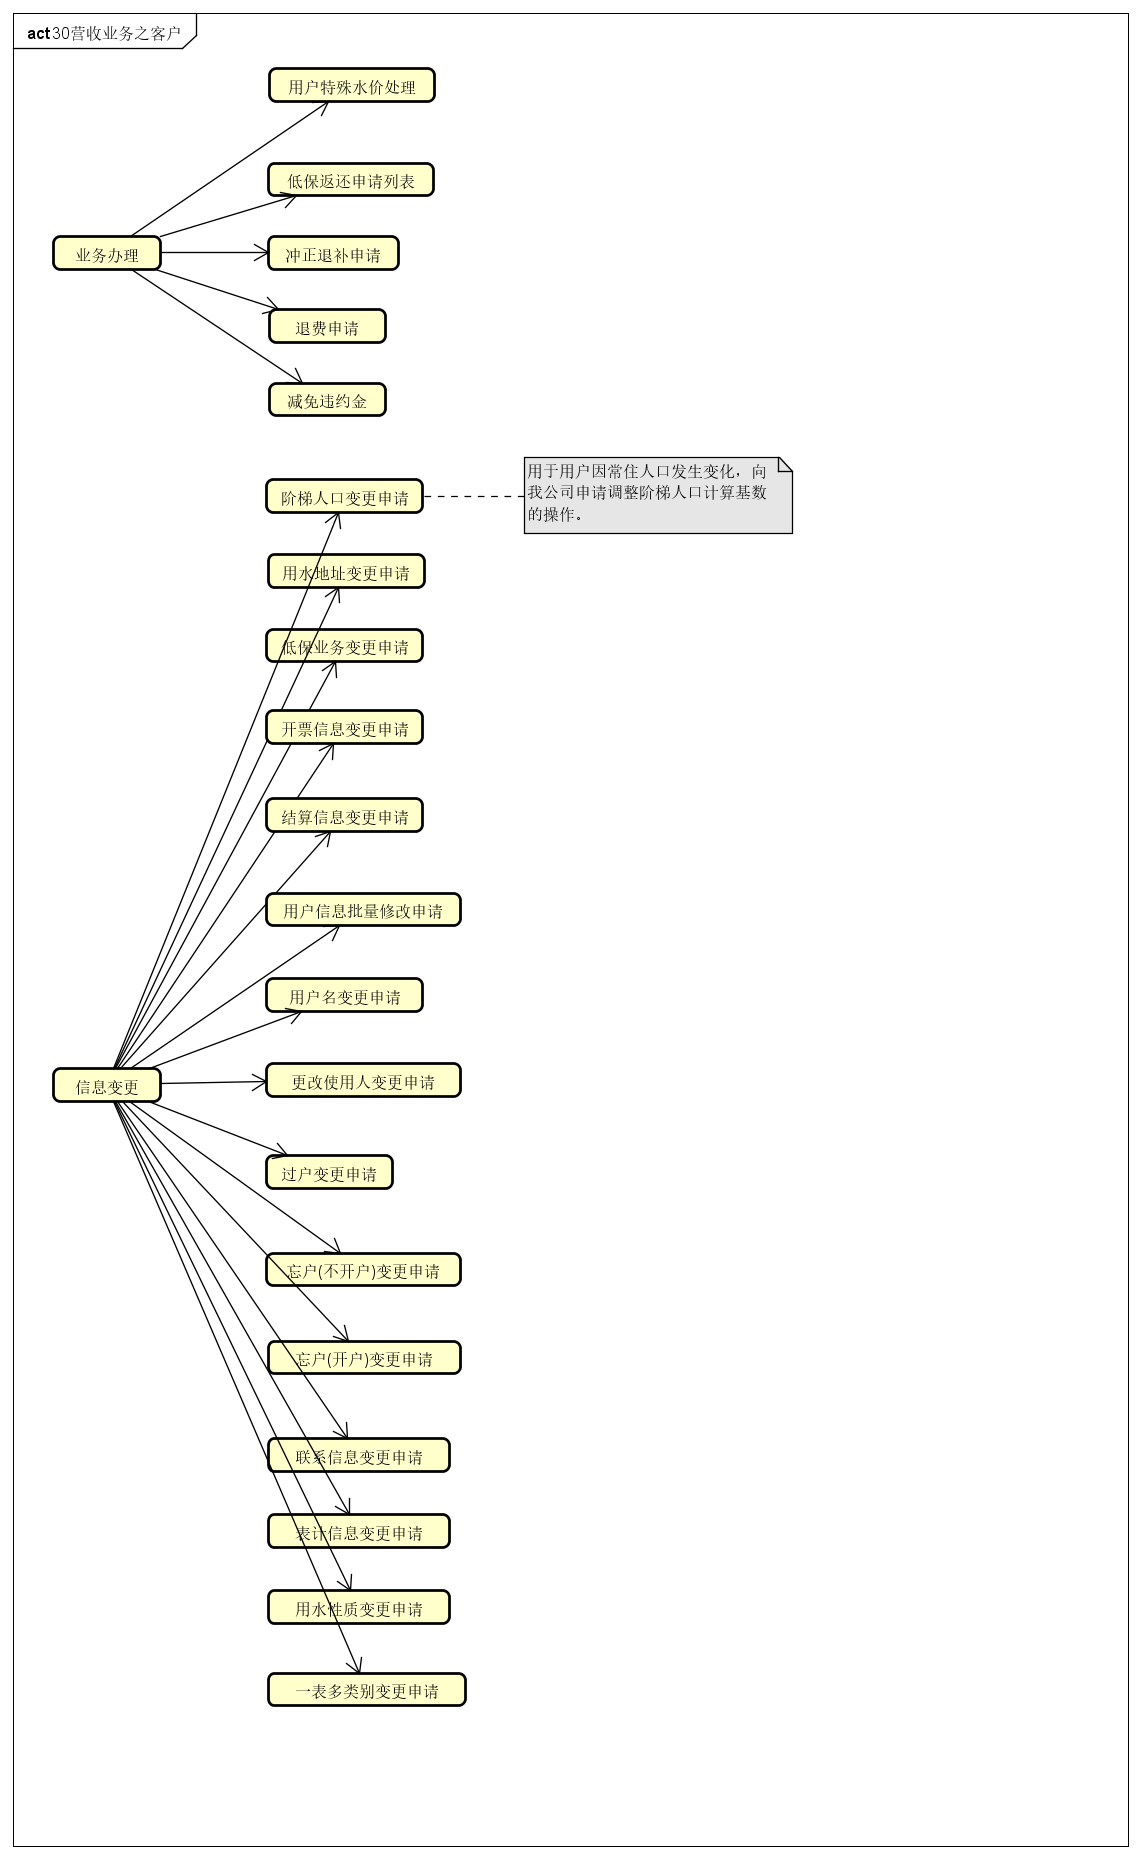 act 30营收业务之客户
用户特殊水价处理
低保返还申请列表
业务办理
冲正退补申请
退费申请
减免违约金
阶梯人口变更申请
用于用户因常住人口发生变化，向
我公司申请调整阶梯人口计算基数
的操作。
用水地址变更申请
低保业务变更申请
开票信息变更申请
结算信息变更申请
用户信息批量修改申请
用户名变更申请
信息变更
更改使用人变更申请
过户变更申请
忘户(不开户)变更申请
忘户(开户)变更申请
联系信息变更申请
表计信息变更申请
用水性质变更申请
一表多类别变更申请